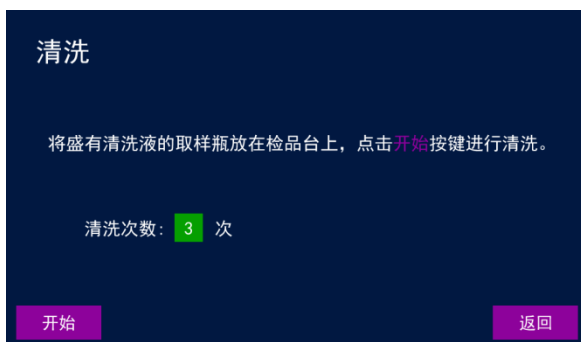 清洗
将盛有清洗液的取样瓶放在检品台上，点击开始按键进行清洗。
清洗次数: 3 次
开始
返回